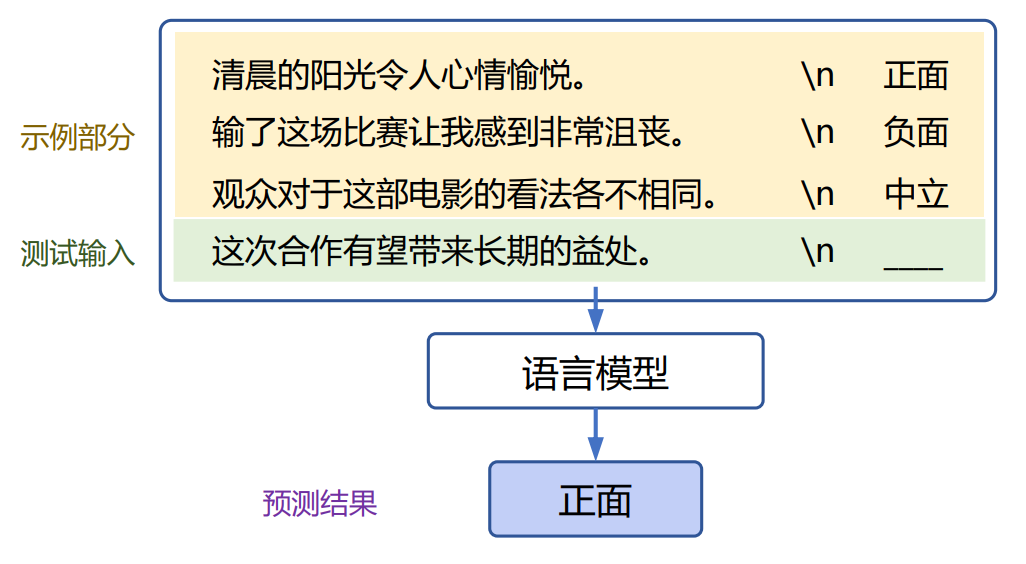 清晨的阳光令人心情愉悦。 \n 正面
示例部分
输了这场比赛让我感到非常沮丧。 \n 负面
观众对于这部电影的看法各不相同。 \n 中立
测试输入
这次合作有望带来长期的益处。 \n ____
语言模型
预测结果
正面